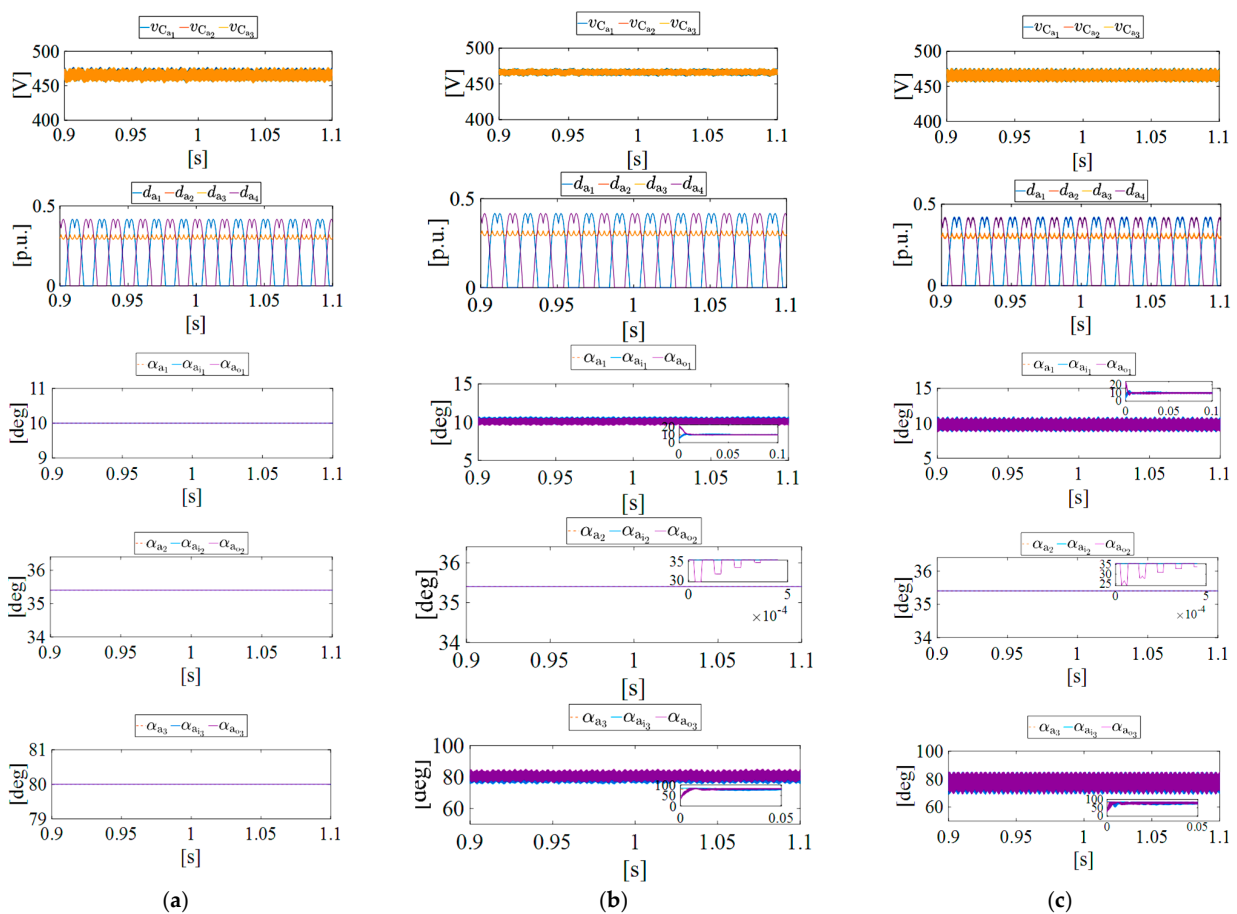 v_Ca1 v_Ca2 v_Ca3
500
450
400
[V]
0.9 0.95 1 1.05 1.1
[s]
d_a1 d_a2 d_a3 d_a4
0.5
0
[p.u.]
0.9 0.95 1 1.05 1.1
[s]
α_a1 α_ai1 α_ao1
11
10
9
[deg]
0.9 0.95 1 1.05 1.1
[s]
α_a2 α_ai2 α_ao2
36
35
34
[deg]
0.9 0.95 1 1.05 1.1
[s]
α_a3 α_ai3 α_ao3
81
80
79
[deg]
0.9 0.95 1 1.05 1.1
[s]
(a)
v_Ca1 v_Ca2 v_Ca3
500
450
400
[V]
0.9 0.95 1 1.05 1.1
[s]
d_a1 d_a2 d_a3 d_a4
0.5
0
[p.u.]
0.9 0.95 1 1.05 1.1
[s]
α_a1 α_ai1 α_ao1
15
10
5
[deg]
20
10
0
0 0.05 0.1
0.9 0.95 1 1.05 1.1
[s]
α_a2 α_ai2 α_ao2
36
35
34
[deg]
35
30
0 5
×10^-4
0.9 0.95 1 1.05 1.1
[s]
α_a3 α_ai3 α_ao3
100
80
60
[deg]
100
50
0
0 0.05
0.9 0.95 1 1.05 1.1
[s]
(b)
v_Ca1 v_Ca2 v_Ca3
500
450
400
[V]
0.9 0.95 1 1.05 1.1
[s]
d_a1 d_a2 d_a3 d_a4
0.5
0
[p.u.]
0.9 0.95 1 1.05 1.1
[s]
α_a1 α_ai1 α_ao1
15
10
5
[deg]
20
10
0
0 0.05 0.1
0.9 0.95 1 1.05 1.1
[s]
α_a2 α_ai2 α_ao2
36
35
34
[deg]
35
30
25
0 5
×10^-4
0.9 0.95 1 1.05 1.1
[s]
α_a3 α_ai3 α_ao3
100
80
60
[deg]
100
50
0
0 0.05
0.9 0.95 1 1.05 1.1
[s]
(c)